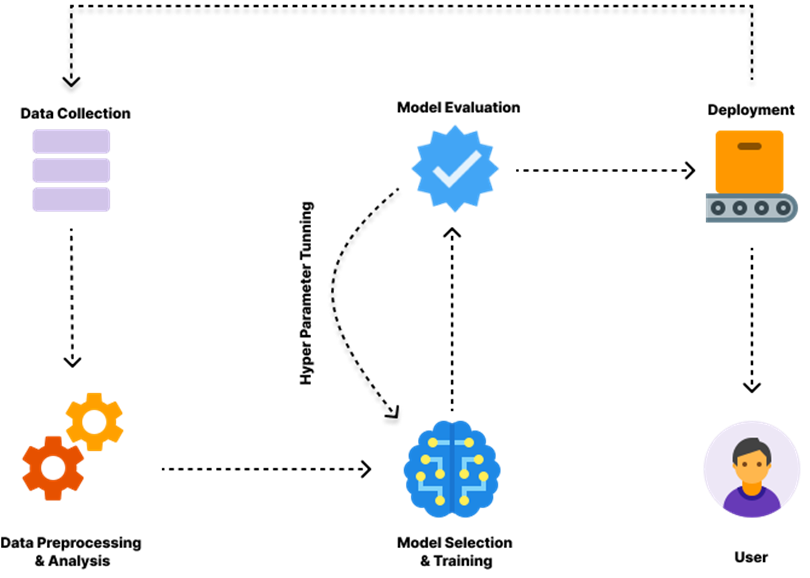 Data Collection
Model Evaluation
Deployment
Hyper Parameter Tunning
Data Preprocessing
& Analysis
Model Selection
& Training
User